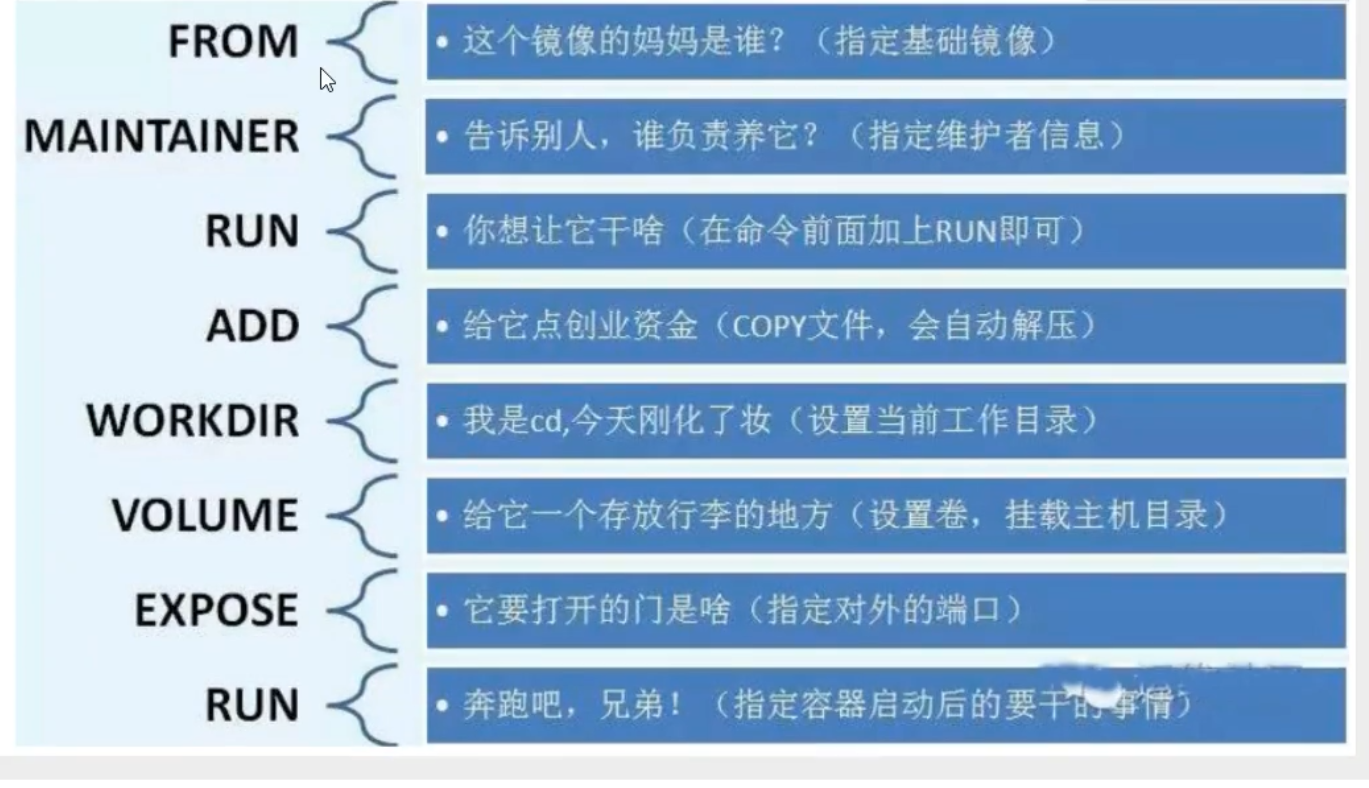 FROM
• 这个镜像的妈妈是谁？（指定基础镜像）
MAINTAINER
• 告诉别人，谁负责养它？（指定维护者信息）
RUN
• 你想让它干啥（在命令前面加上RUN即可）
ADD
• 给它点创业资金（COPY文件，会自动解压）
WORKDIR
• 我是cd,今天刚化了妆（设置当前工作目录）
VOLUME
• 给它一个存放行李的地方（设置卷，挂载主机目录）
EXPOSE
• 它要打开的门是啥（指定对外的端口）
RUN
• 奔跑吧，兄弟！（指定容器启动后的要干的事情）